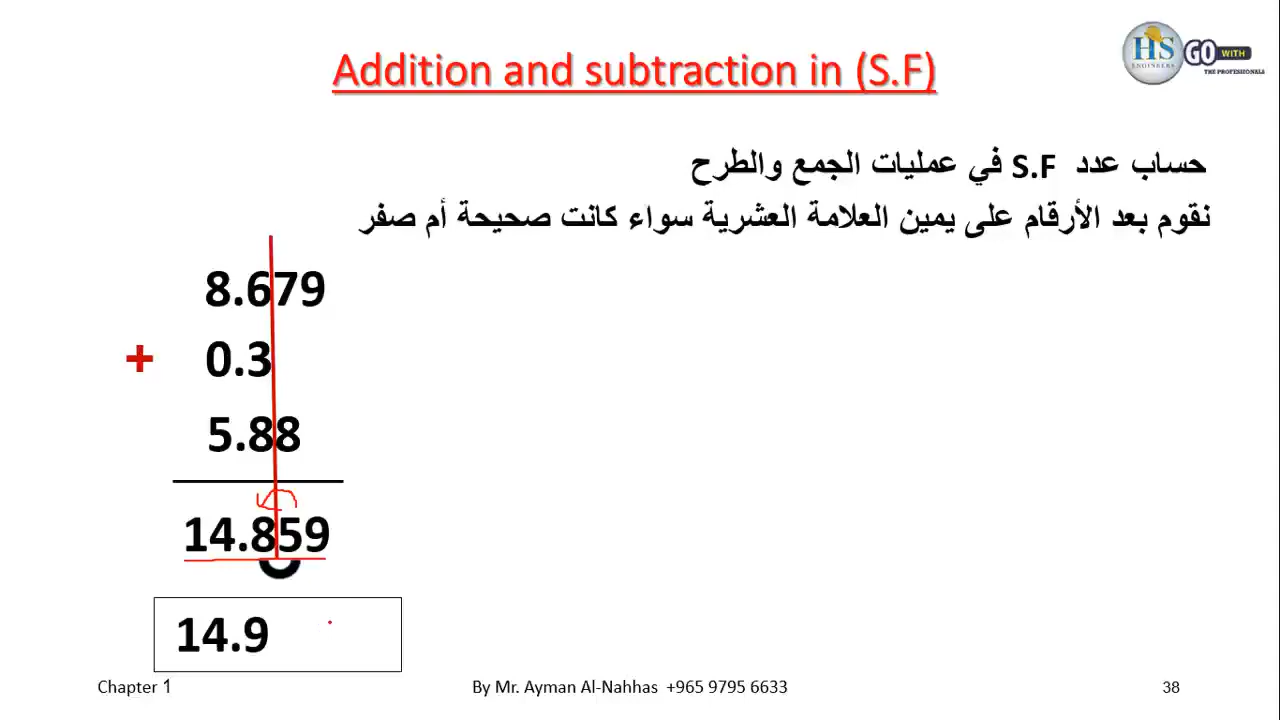 HS
ENGINEERS
GO WITH
THE PROFESSIONALS
Addition and subtraction in (S.F)
حساب عدد S.F في عمليات الجمع والطرح
نقوم بعد الأرقام على يمين العلامة العشرية سواء كانت صحيحة أم صفر
8.679
+ 0.3
5.88
14.859
14.9
Chapter 1
By Mr. Ayman Al-Nahhas +965 9795 6633
38